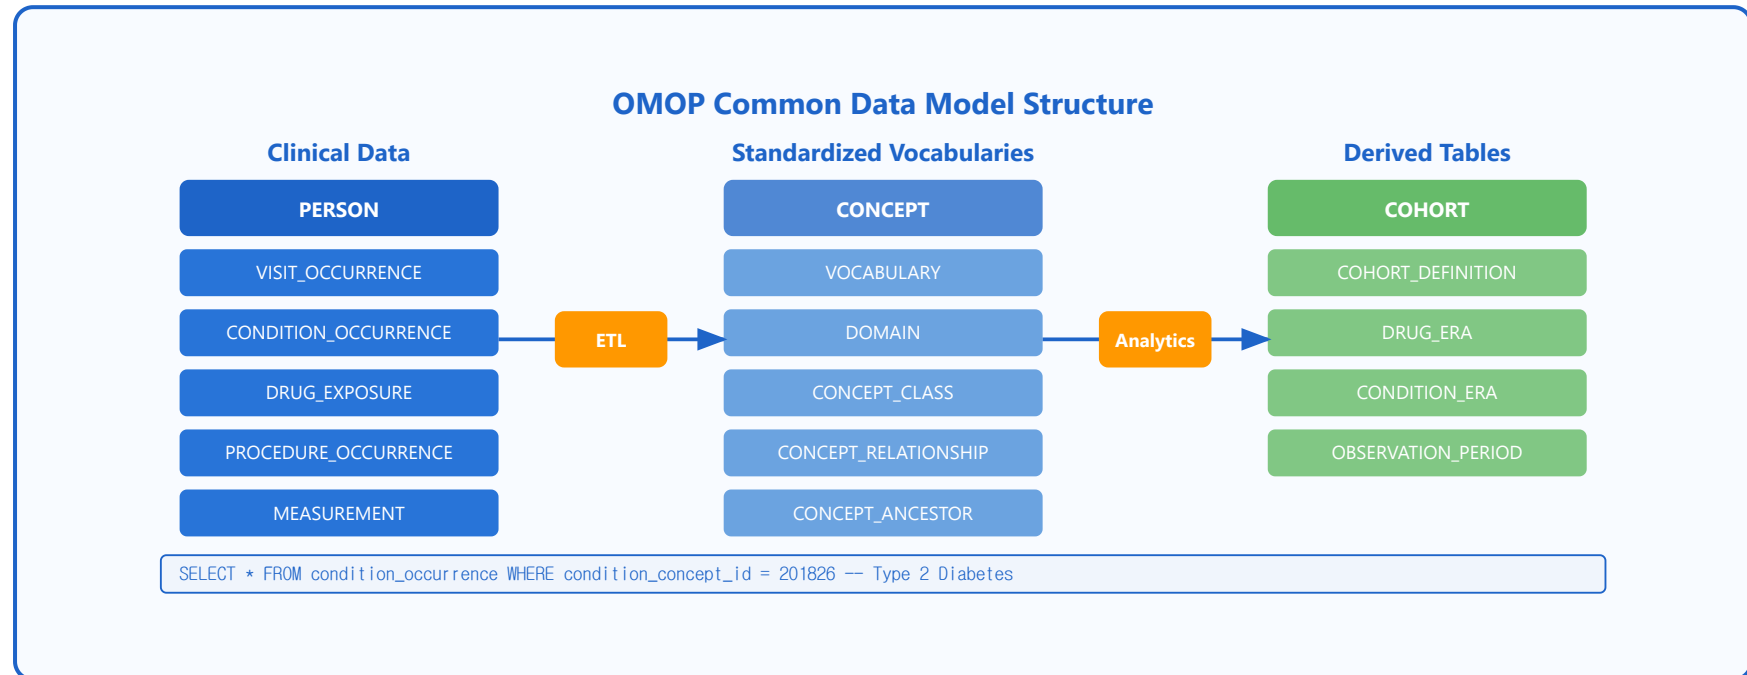 OMOP Common Data Model Structure
Clinical Data
PERSON
VISIT_OCCURRENCE
CONDITION_OCCURRENCE
DRUG_EXPOSURE
PROCEDURE_OCCURRENCE
MEASUREMENT
ETL
Standardized Vocabularies
CONCEPT
VOCABULARY
DOMAIN
CONCEPT_CLASS
CONCEPT_RELATIONSHIP
CONCEPT_ANCESTOR
Analytics
Derived Tables
COHORT
COHORT_DEFINITION
DRUG_ERA
CONDITION_ERA
OBSERVATION_PERIOD
SELECT * FROM condition_occurrence WHERE condition_concept_id = 201826 -- Type 2 Diabetes